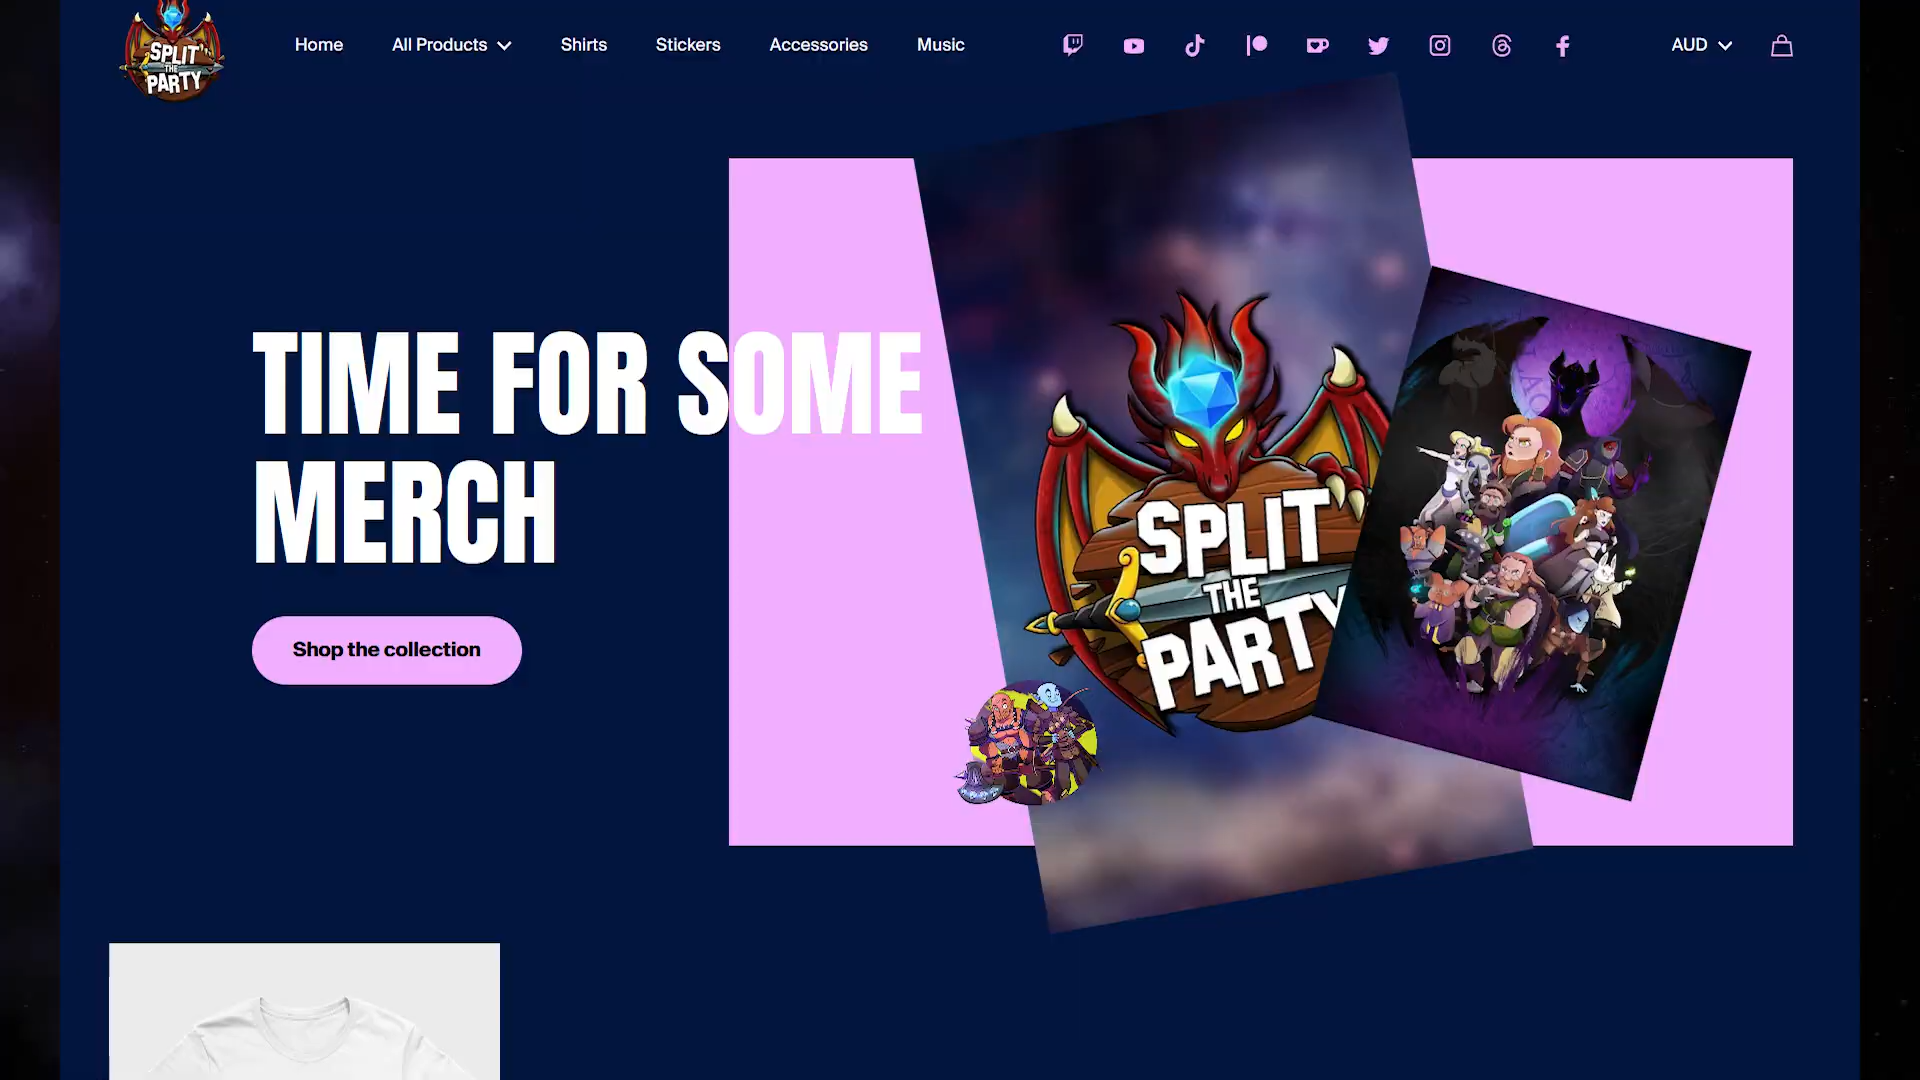 SPLIT
THE
PARTY
Home
All Products
Shirts
Stickers
Accessories
Music
AUD
TIME FOR SOME
MERCH
Shop the collection
SPLIT
THE
PARTY